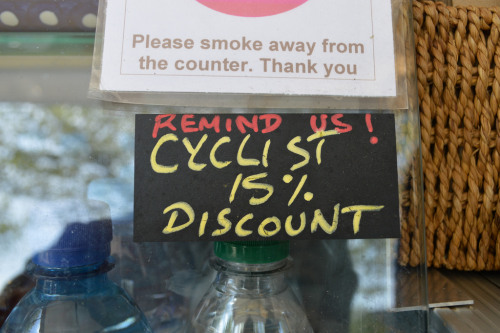 Please smoke away from
the counter. Thank you
REMIND US!
CYCLIST
15%
DISCOUNT